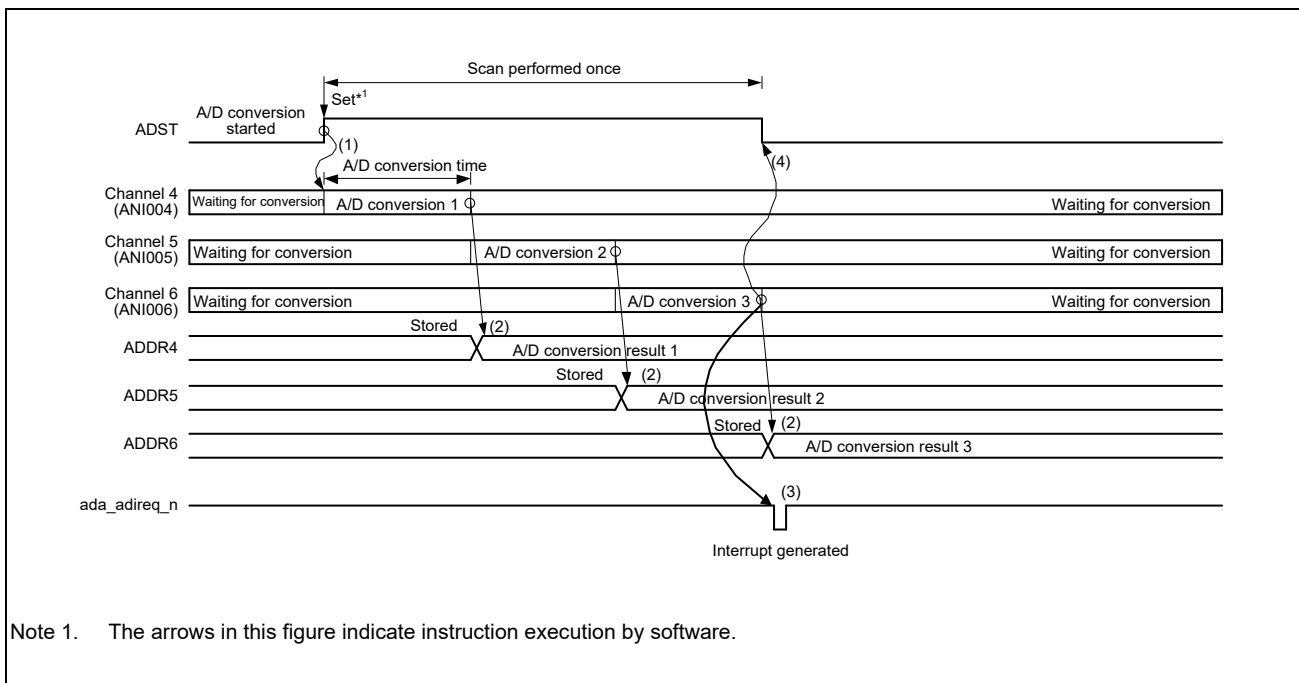 Scan performed once
Set*1
A/D conversion
started
ADST
(1)
(4)
A/D conversion time
Channel 4
(ANI004)
Waiting for conversion
A/D conversion 1
Waiting for conversion
Channel 5
(ANI005)
Waiting for conversion
A/D conversion 2
Waiting for conversion
Channel 6
(ANI006)
Waiting for conversion
A/D conversion 3
Waiting for conversion
Stored
(2)
ADDR4
A/D conversion result 1
Stored
(2)
ADDR5
A/D conversion result 2
Stored
(2)
ADDR6
A/D conversion result 3
(3)
ada_adireq_n
Interrupt generated
Note 1. The arrows in this figure indicate instruction execution by software.